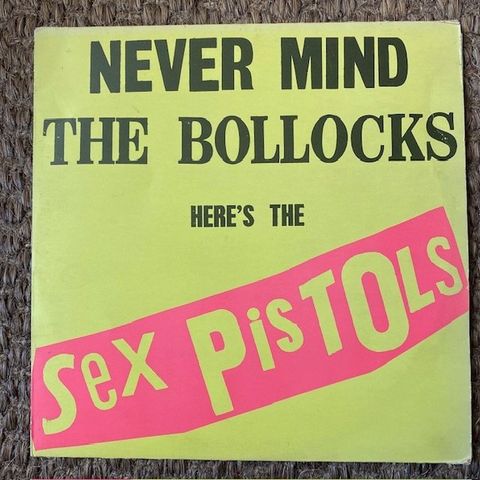 NEVER MIND
THE BOLLOCKS
HERE'S THE
Sex PisTOLs